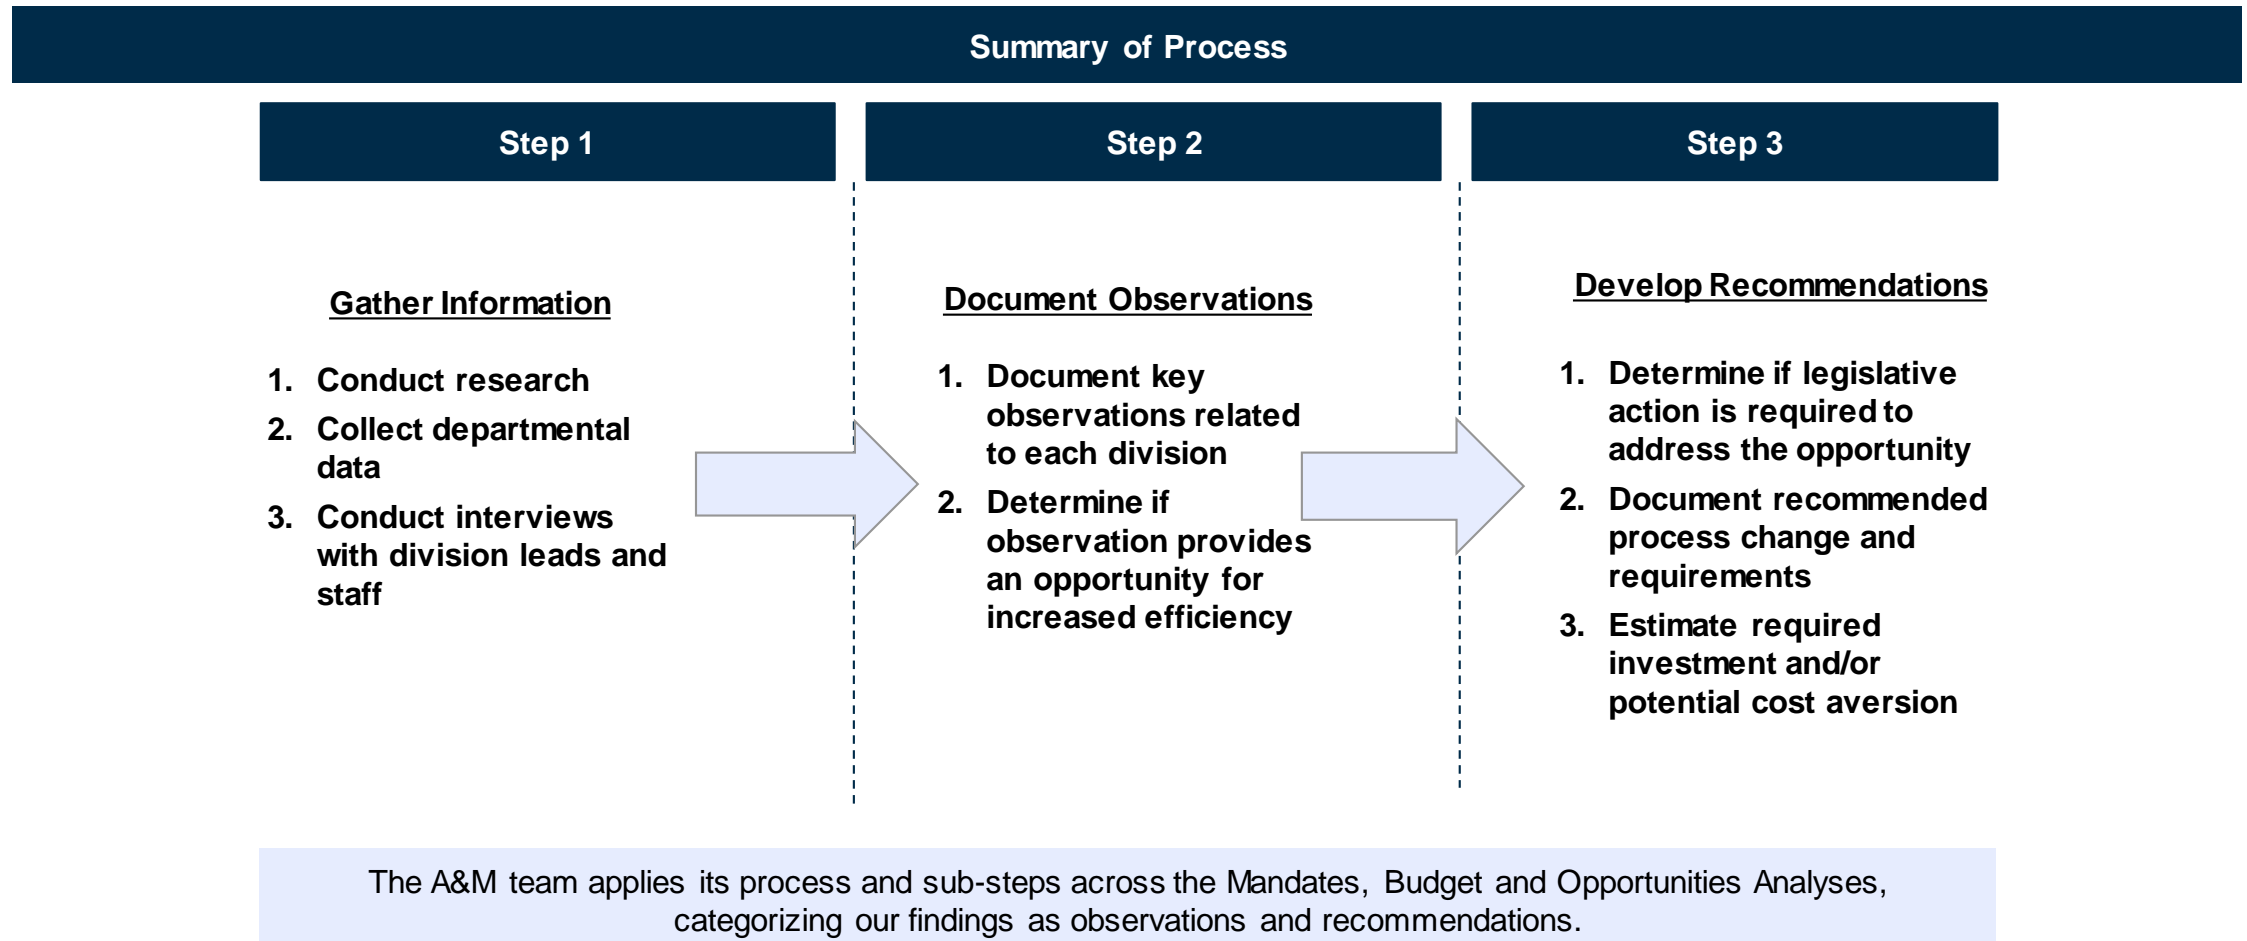 Summary of Process
Step 1
Gather Information
1. Conduct research
2. Collect departmental
data
3. Conduct interviews
with division leads and
staff
Step 2
Document Observations
1. Document key
observations related
to each division
2. Determine if
observation provides
an opportunity for
increased efficiency
Step 3
Develop Recommendations
1. Determine if legislative
action is required to
address the opportunity
2. Document recommended
process change and
requirements
3. Estimate required
investment and/or
potential cost aversion
The A&M team applies its process and sub-steps across the Mandates, Budget and Opportunities Analyses,
categorizing our findings as observations and recommendations.